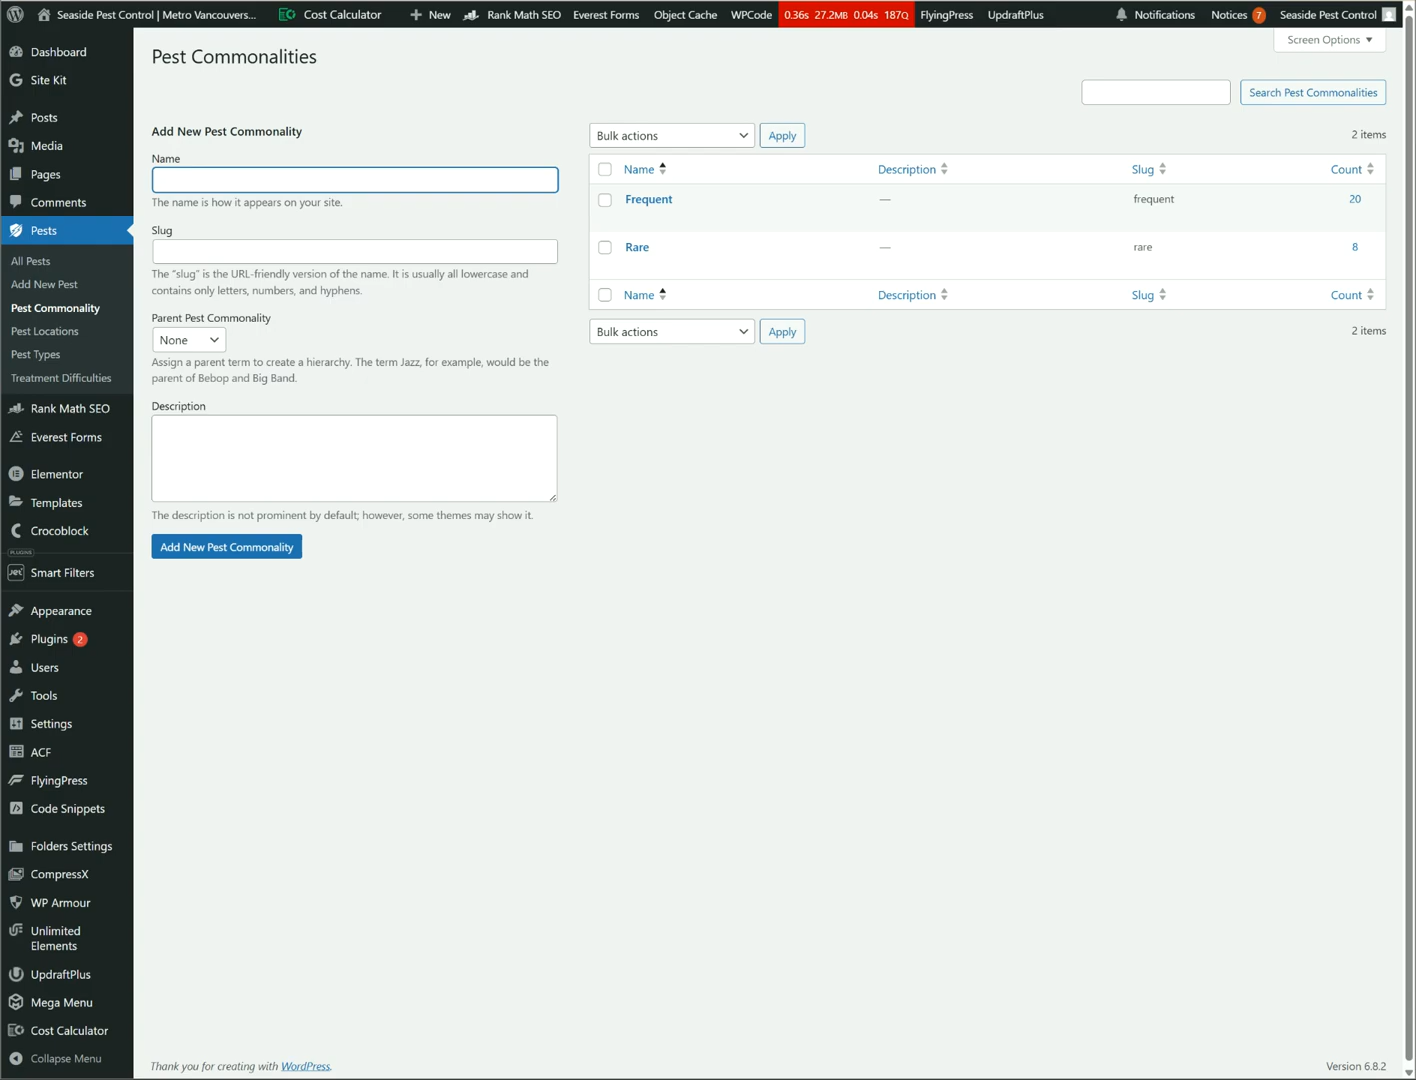 Seaside Pest Control | Metro Vancouvers... Cost Calculator New Rank Math SEO Everest Forms Object Cache WPCode 0.36s 27.2MB 0.04s 187Q FlyingPress UpdraftPlus Notifications Notices 7 Seaside Pest Control
Screen Options
Dashboard
Site Kit
Posts
Media
Pages
Comments
Pests
All Pests
Add New Pest
Pest Commonality
Pest Locations
Pest Types
Treatment Difficulties
Rank Math SEO
Everest Forms
Elementor
Templates
Crocoblock
PLUGINS
Jet Smart Filters
Appearance
Plugins 2
Users
Tools
Settings
ACF
FlyingPress
Code Snippets
Folders Settings
CompressX
WP Armour
Unlimited
Elements
UpdraftPlus
Mega Menu
Cost Calculator
Collapse Menu
Pest Commonalities
Search Pest Commonalities
Add New Pest Commonality
Name
The name is how it appears on your site.
Slug
The "slug" is the URL-friendly version of the name. It is usually all lowercase and
contains only letters, numbers, and hyphens.
Parent Pest Commonality
None
Assign a parent term to create a hierarchy. The term Jazz, for example, would be the
parent of Bebop and Big Band.
Description
The description is not prominent by default; however, some themes may show it.
Add New Pest Commonality
Bulk actions Apply 2 items
Name Description Slug Count
Frequent — frequent 20
Rare — rare 8
Name Description Slug Count
Bulk actions Apply 2 items
Thank you for creating with WordPress. Version 6.8.2